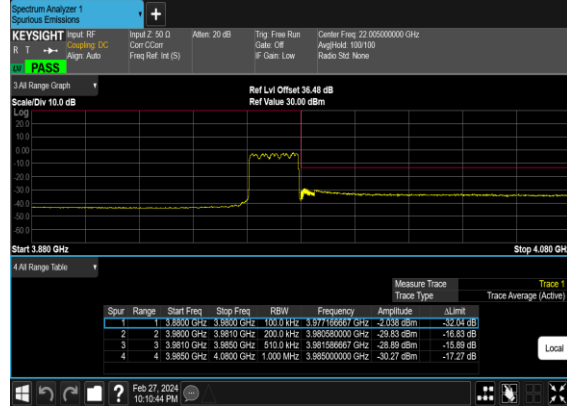 Spectrum Analyzer 1
Spurious Emissions
KEYSIGHT Input: RF Input Z: 50 Ω Atten: 20 dB Trig: Free Run Center Freq: 22.005000000 GHz
R T Coupling: DC Corr CCorr Gate: Off Avg|Hold: 100/100
Align: Auto Freq Ref: Int (S) IF Gain: Low Radio Std: None
LW PASS
3 All Range Graph Ref Lvl Offset 36.48 dB
Scale/Div 10.0 dB Ref Value 30.00 dBm
Log
20.0
10.0
0.00
-10.0
-20.0
-30.0
-40.0
-50.0
-60.0
Start 3.880 GHz Stop 4.080 GH
4 All Range Table
Measure Trace Trace 1
Trace Type Trace Average (Active)
Spur Range Start Freq Stop Freq RBW Frequency Amplitude ΔLimit
1 1 3.8800 GHz 3.9800 GHz 100.0 kHz 3.977166667 GHz -2.038 dBm -32.04 dB
2 2 3.9800 GHz 3.9810 GHz 200.0 kHz 3.980580000 GHz -29.83 dBm -16.83 dB
3 3 3.9810 GHz 3.9850 GHz 510.0 kHz 3.981586667 GHz -28.89 dBm -15.89 dB
4 4 3.9850 GHz 4.0800 GHz 1.000 MHz 3.985000000 GHz -30.27 dBm -17.27 dB
Local
Feb 27, 2024
10:10:44 PM